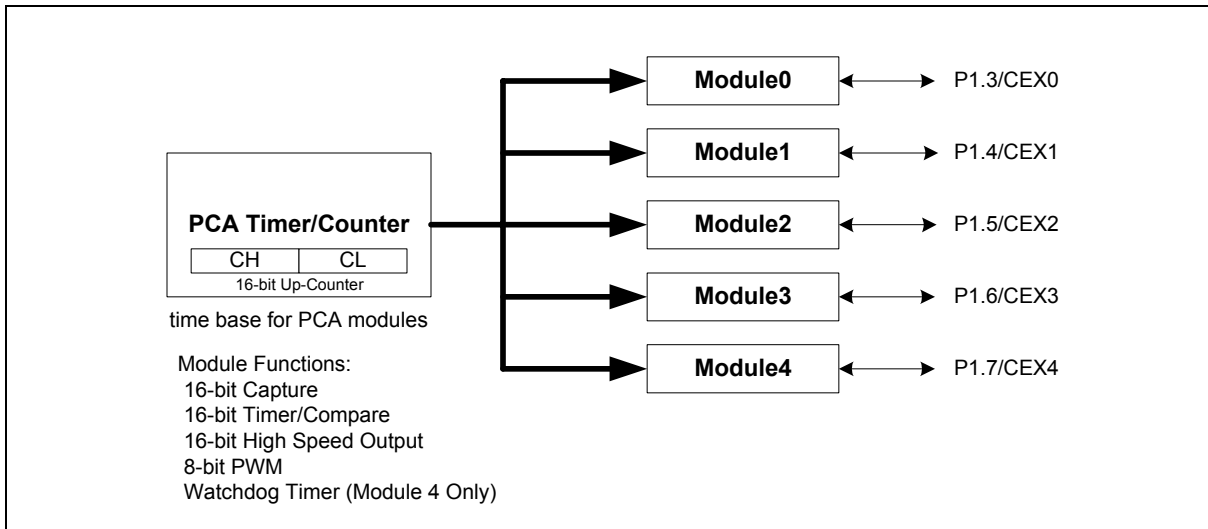 Module0
P1.3/CEX0
Module1
P1.4/CEX1
PCA Timer/Counter
CH
CL
16-bit Up-Counter
time base for PCA modules
Module2
P1.5/CEX2
Module3
P1.6/CEX3
Module4
P1.7/CEX4
Module Functions:
16-bit Capture
16-bit Timer/Compare
16-bit High Speed Output
8-bit PWM
Watchdog Timer (Module 4 Only)